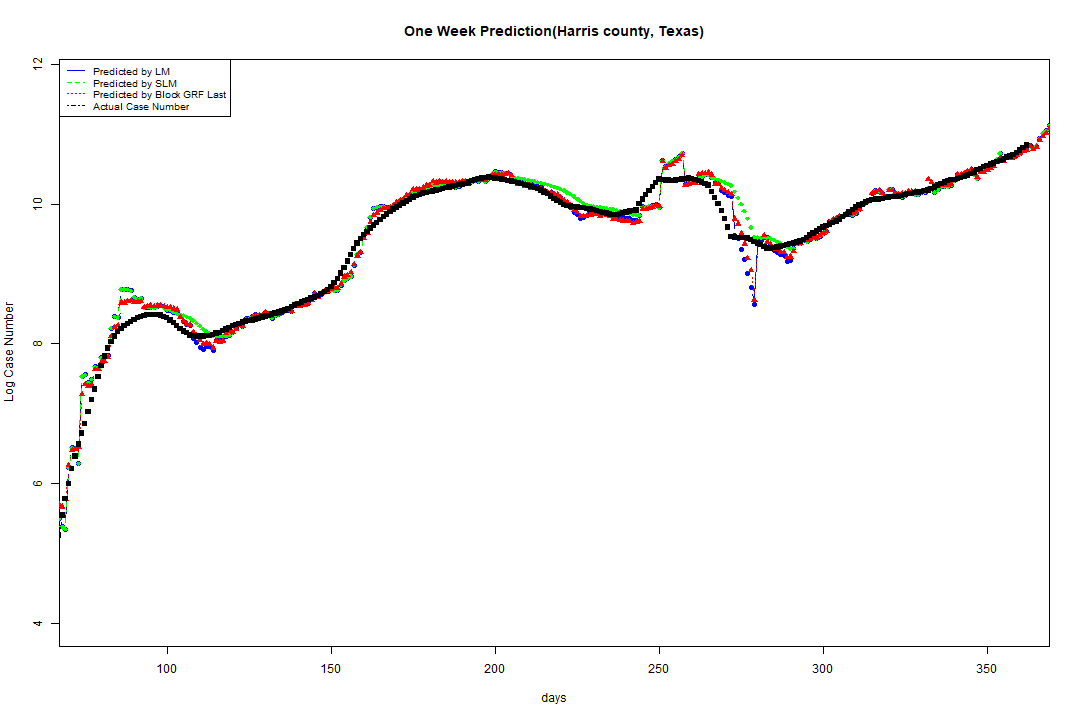 One Week Prediction(Harris county, Texas)
Predicted by LM
Predicted by SLM
Predicted by Block GRF Last
Actual Case Number
12
10
8
6
4
Log Case Number
100
150
200
250
300
350
days